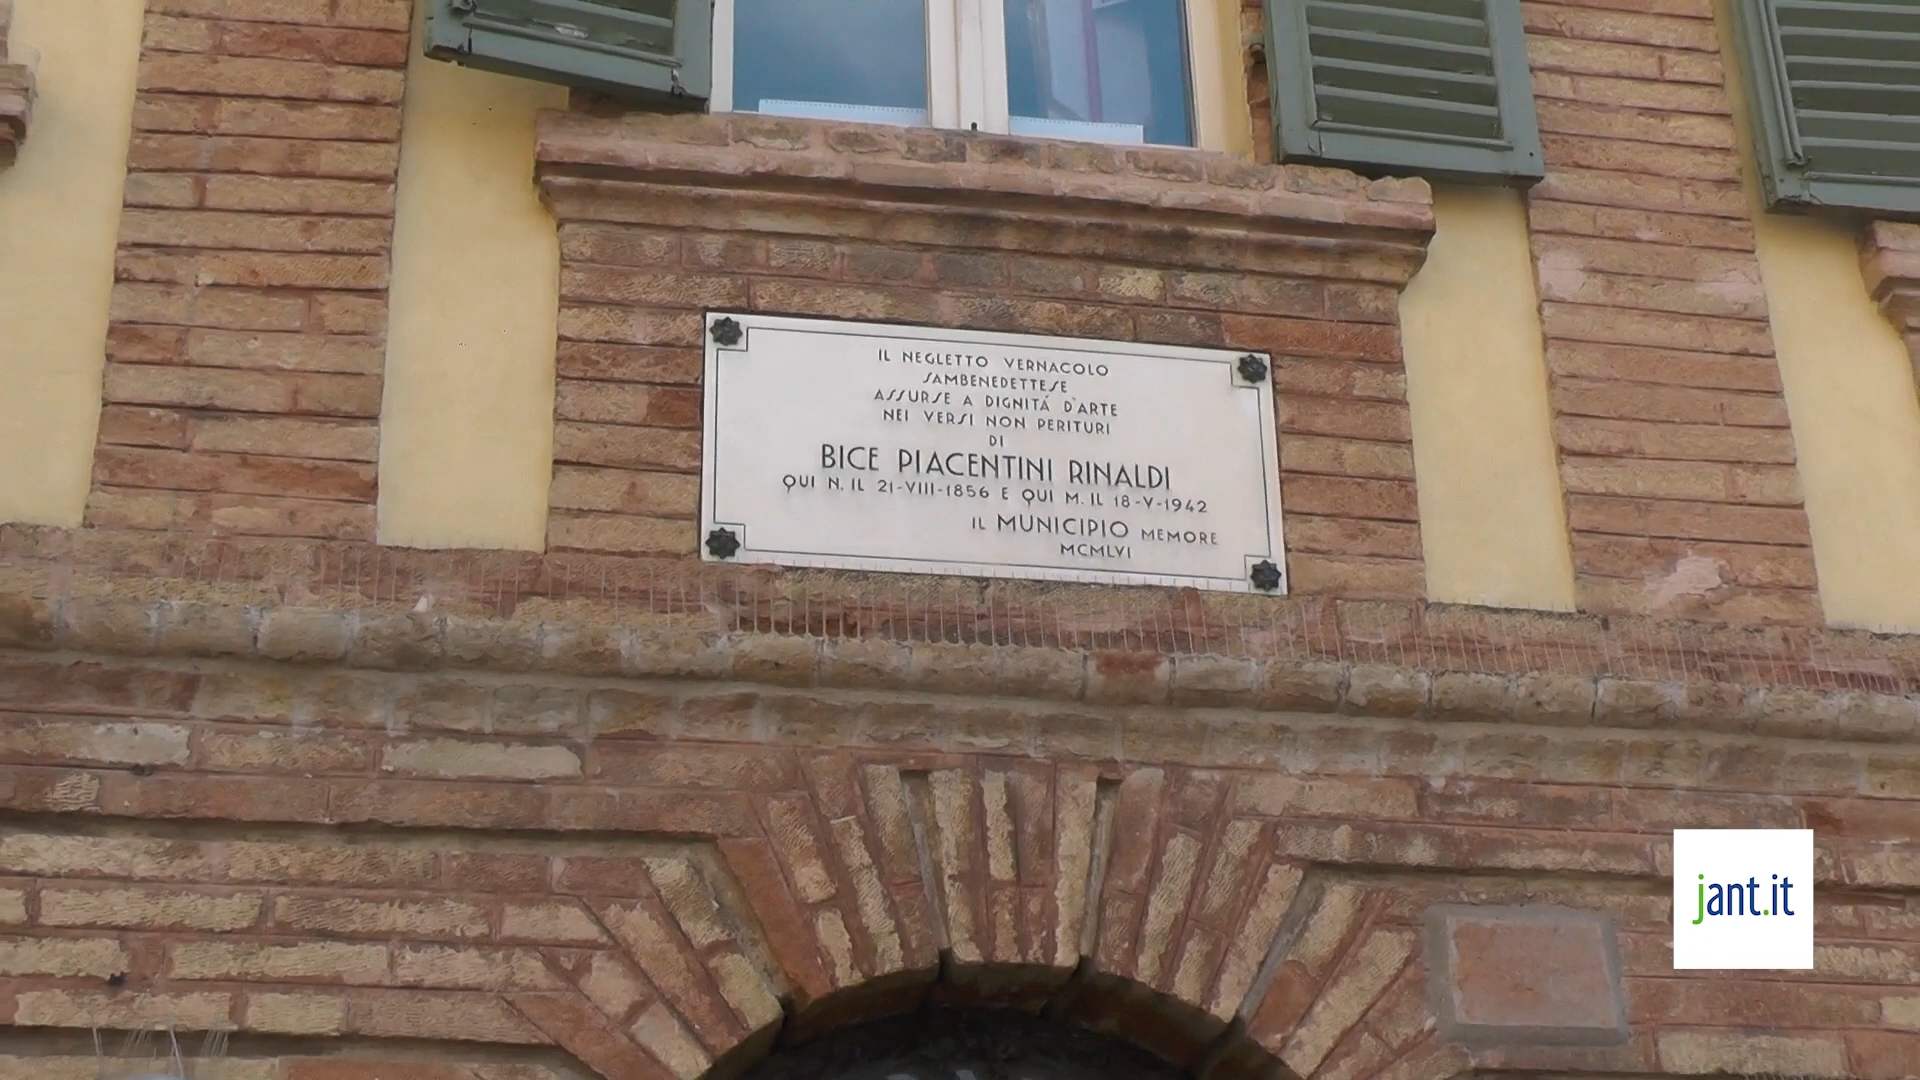 IL NEGLETTO VERNACOLO
SAMBENEDETTESE
ASSURSE A DIGNITÁ D'ARTE
NEI VERSI NON PERITURI
DI
BICE PIACENTINI RINALDI
QUI N. IL 21-VIII-1856 E QUI M. IL 18-V-1942
IL MUNICIPIO MEMORE
MCMLVI
jant.it